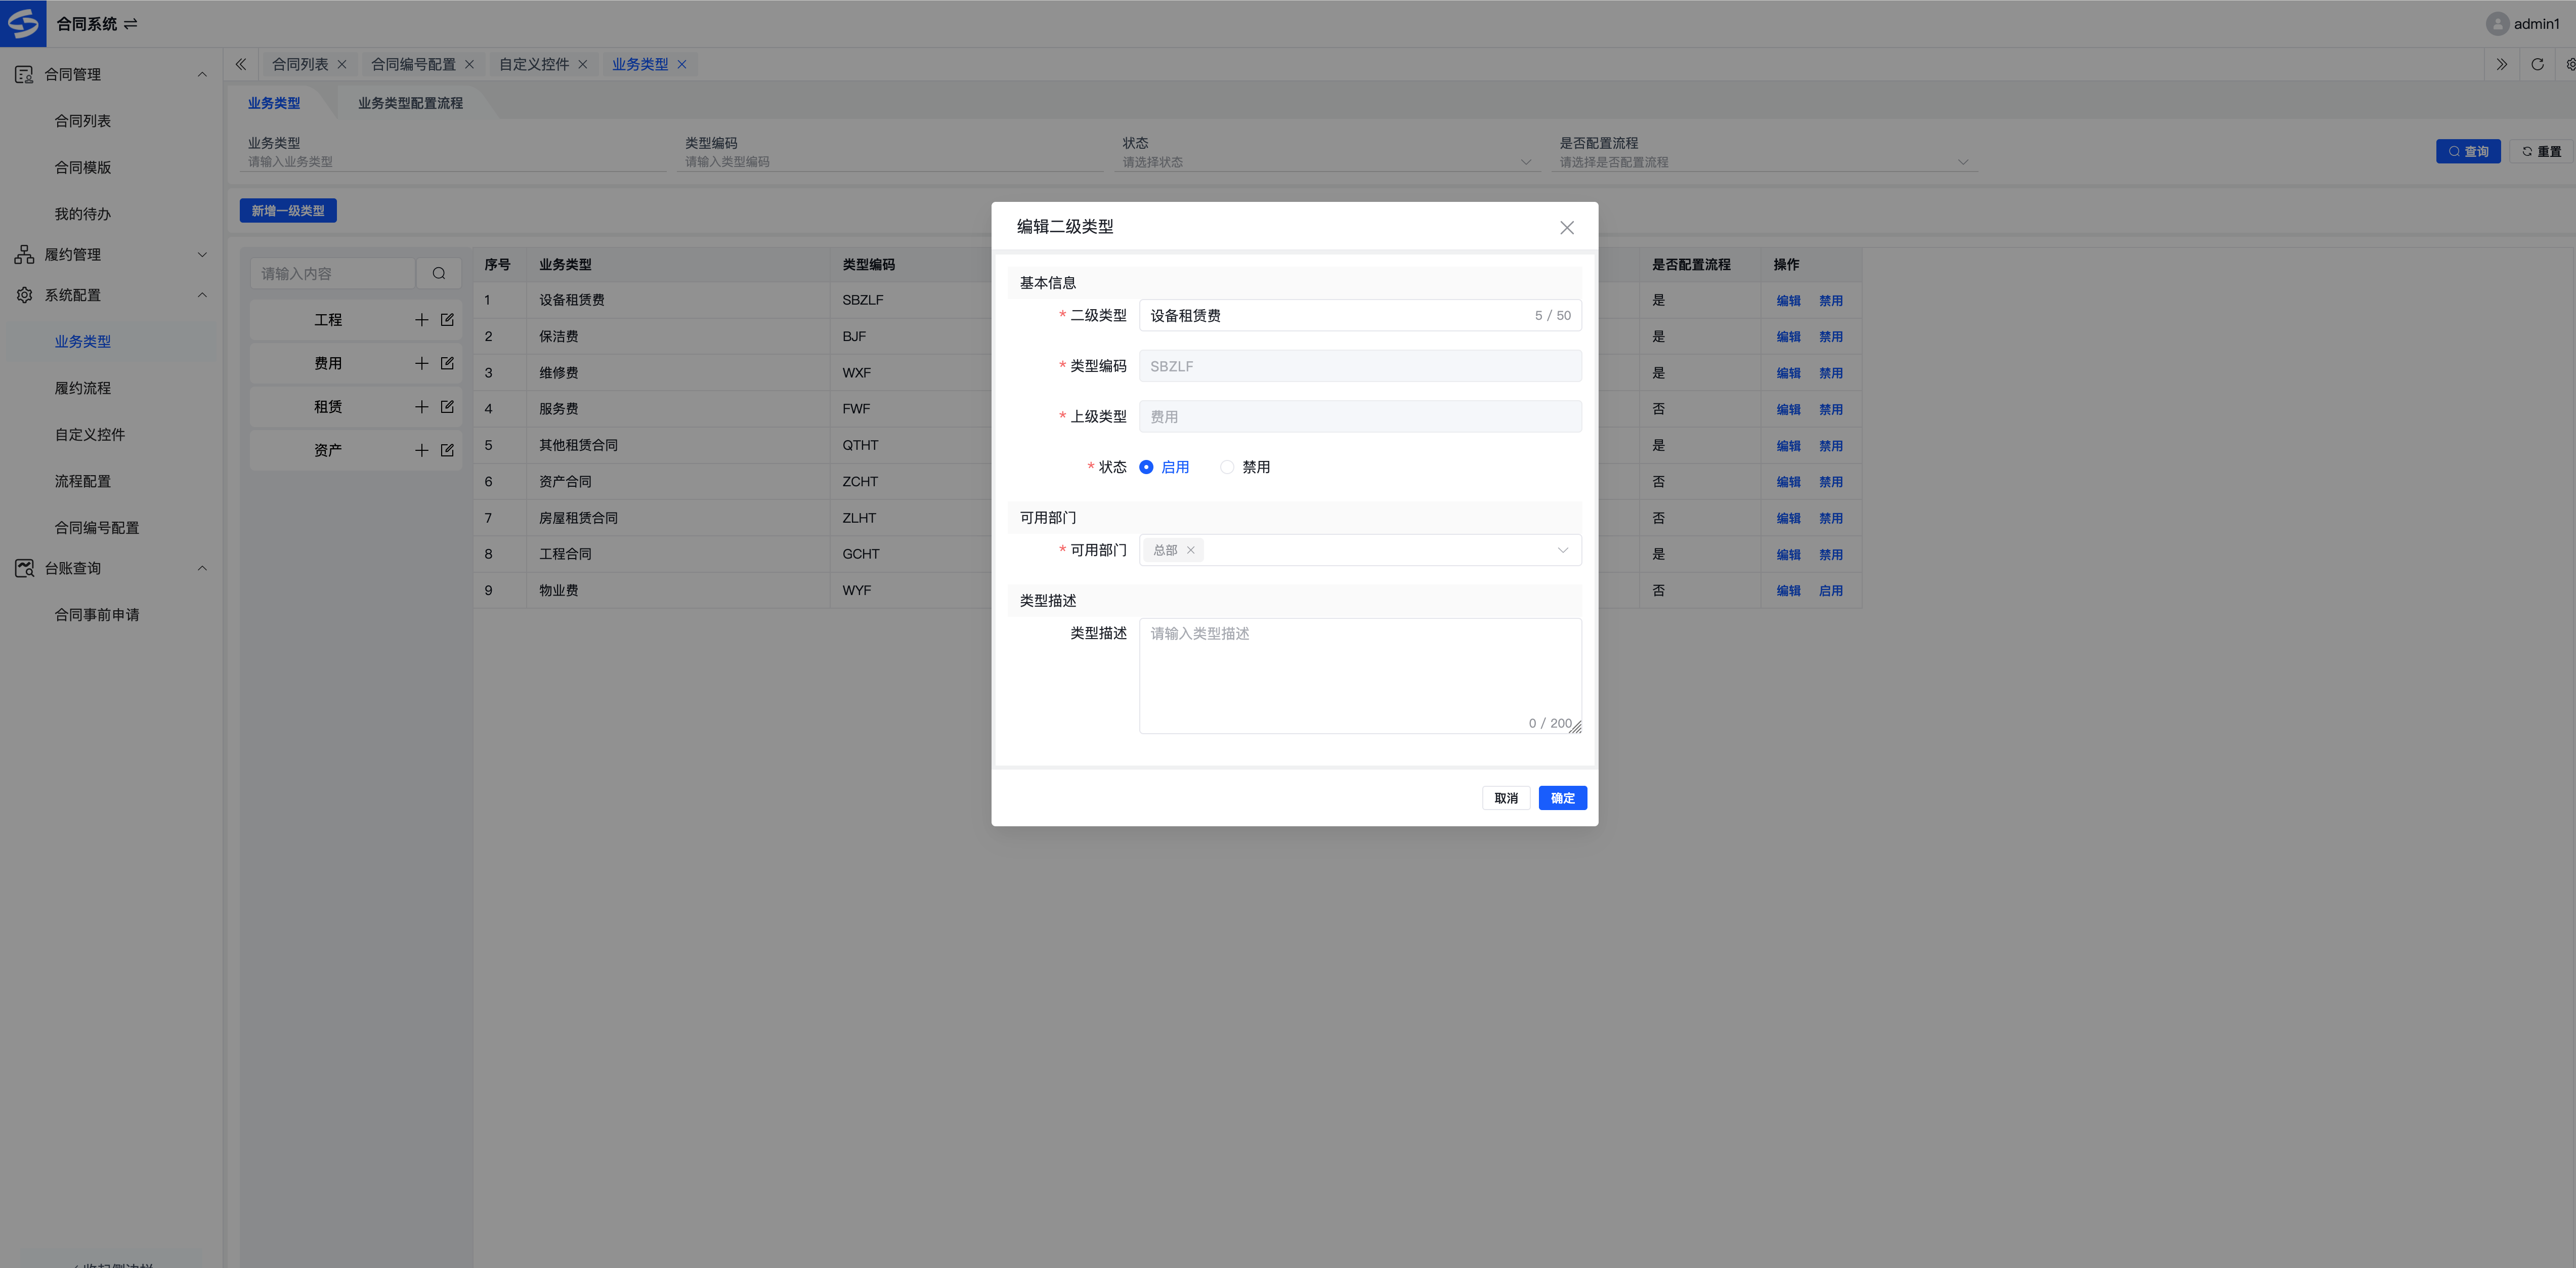 合同系统
admin1
合同管理
合同列表
合同模版
我的待办
履约管理
系统配置
业务类型
履约流程
自定义控件
流程配置
合同编号配置
台账查询
合同事前申请
合同列表 合同编号配置 自定义控件 业务类型
业务类型 业务类型配置流程
业务类型 类型编码 状态 是否配置流程
请输入业务类型 请输入类型编码 请选择状态 请选择是否配置流程
查询 重置
新增一级类型
请输入内容
工程
费用
租赁
资产
序号 业务类型 类型编码 是否配置流程 操作
1 设备租赁费 SBZLF 是 编辑 禁用
2 保洁费 BJF 是 编辑 禁用
3 维修费 WXF 是 编辑 禁用
4 服务费 FWF 否 编辑 禁用
5 其他租赁合同 QTHT 是 编辑 禁用
6 资产合同 ZCHT 否 编辑 禁用
7 房屋租赁合同 ZLHT 否 编辑 禁用
8 工程合同 GCHT 是 编辑 禁用
9 物业费 WYF 否 编辑 启用
编辑二级类型
基本信息
* 二级类型 设备租赁费 5 / 50
* 类型编码 SBZLF
* 上级类型 费用
* 状态 启用 禁用
可用部门
* 可用部门 总部
类型描述
类型描述 请输入类型描述
0 / 200
取消 确定